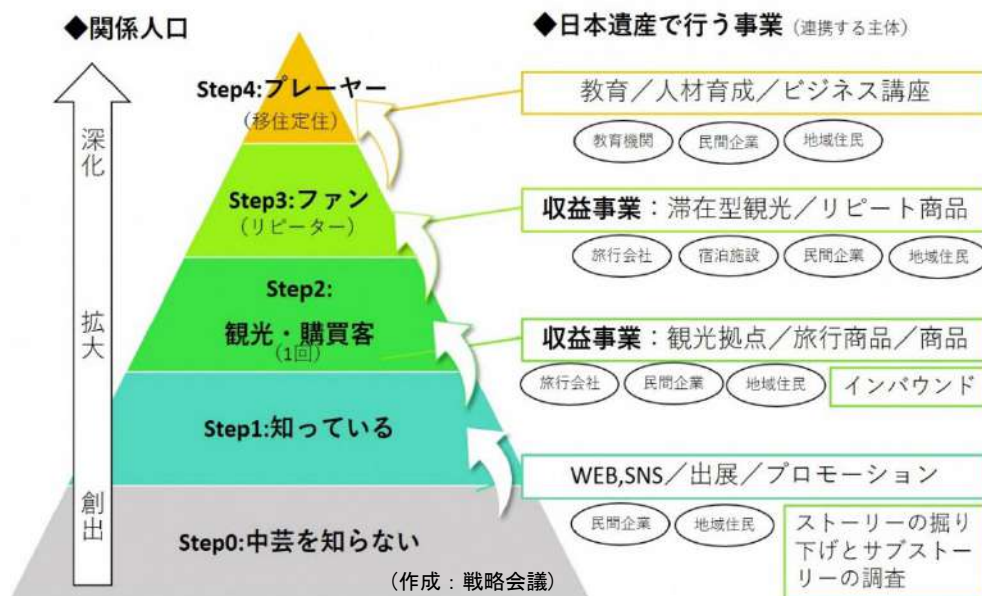 ◆関係人口
◆日本遺産で行う事業 (連携する主体)
深化
拡大
創出
Step4:プレーヤー
(移住定住)
Step3:ファン
(リピーター)
Step2:
観光・購買客
(1回)
Step1:知っている
Step0:中芸を知らない
教育/人材育成/ビジネス講座
教育機関 民間企業 地域住民
収益事業：滞在型観光/リピート商品
旅行会社 宿泊施設 民間企業 地域住民
収益事業：観光拠点/旅行商品/商品
旅行会社 民間企業 地域住民 インバウンド
WEB,SNS/出展/プロモーション
民間企業 地域住民
ストーリーの掘り
下げとサブストー
リーの調査
(作成：戦略会議)